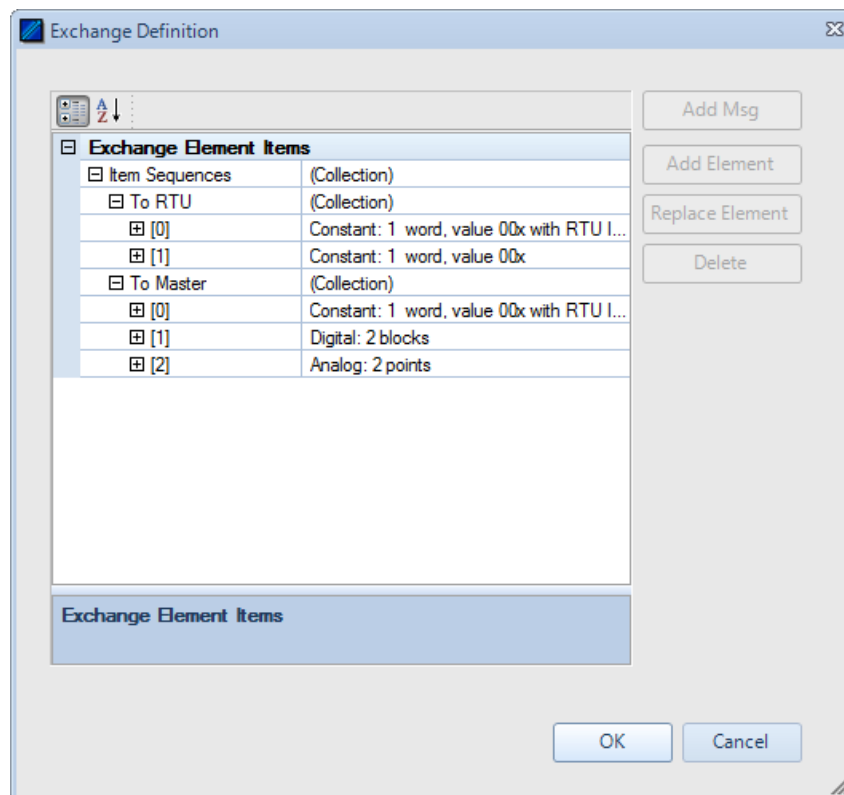 Exchange Definition
Add Msg
Exchange Element Items
Add Element
Item Sequences (Collection)
To RTU (Collection)
[0] Constant: 1 word, value 00x with RTU I...
Replace Element
[1] Constant: 1 word, value 00x
Delete
To Master (Collection)
[0] Constant: 1 word, value 00x with RTU I...
[1] Digital: 2 blocks
[2] Analog: 2 points
Exchange Element Items
OK Cancel